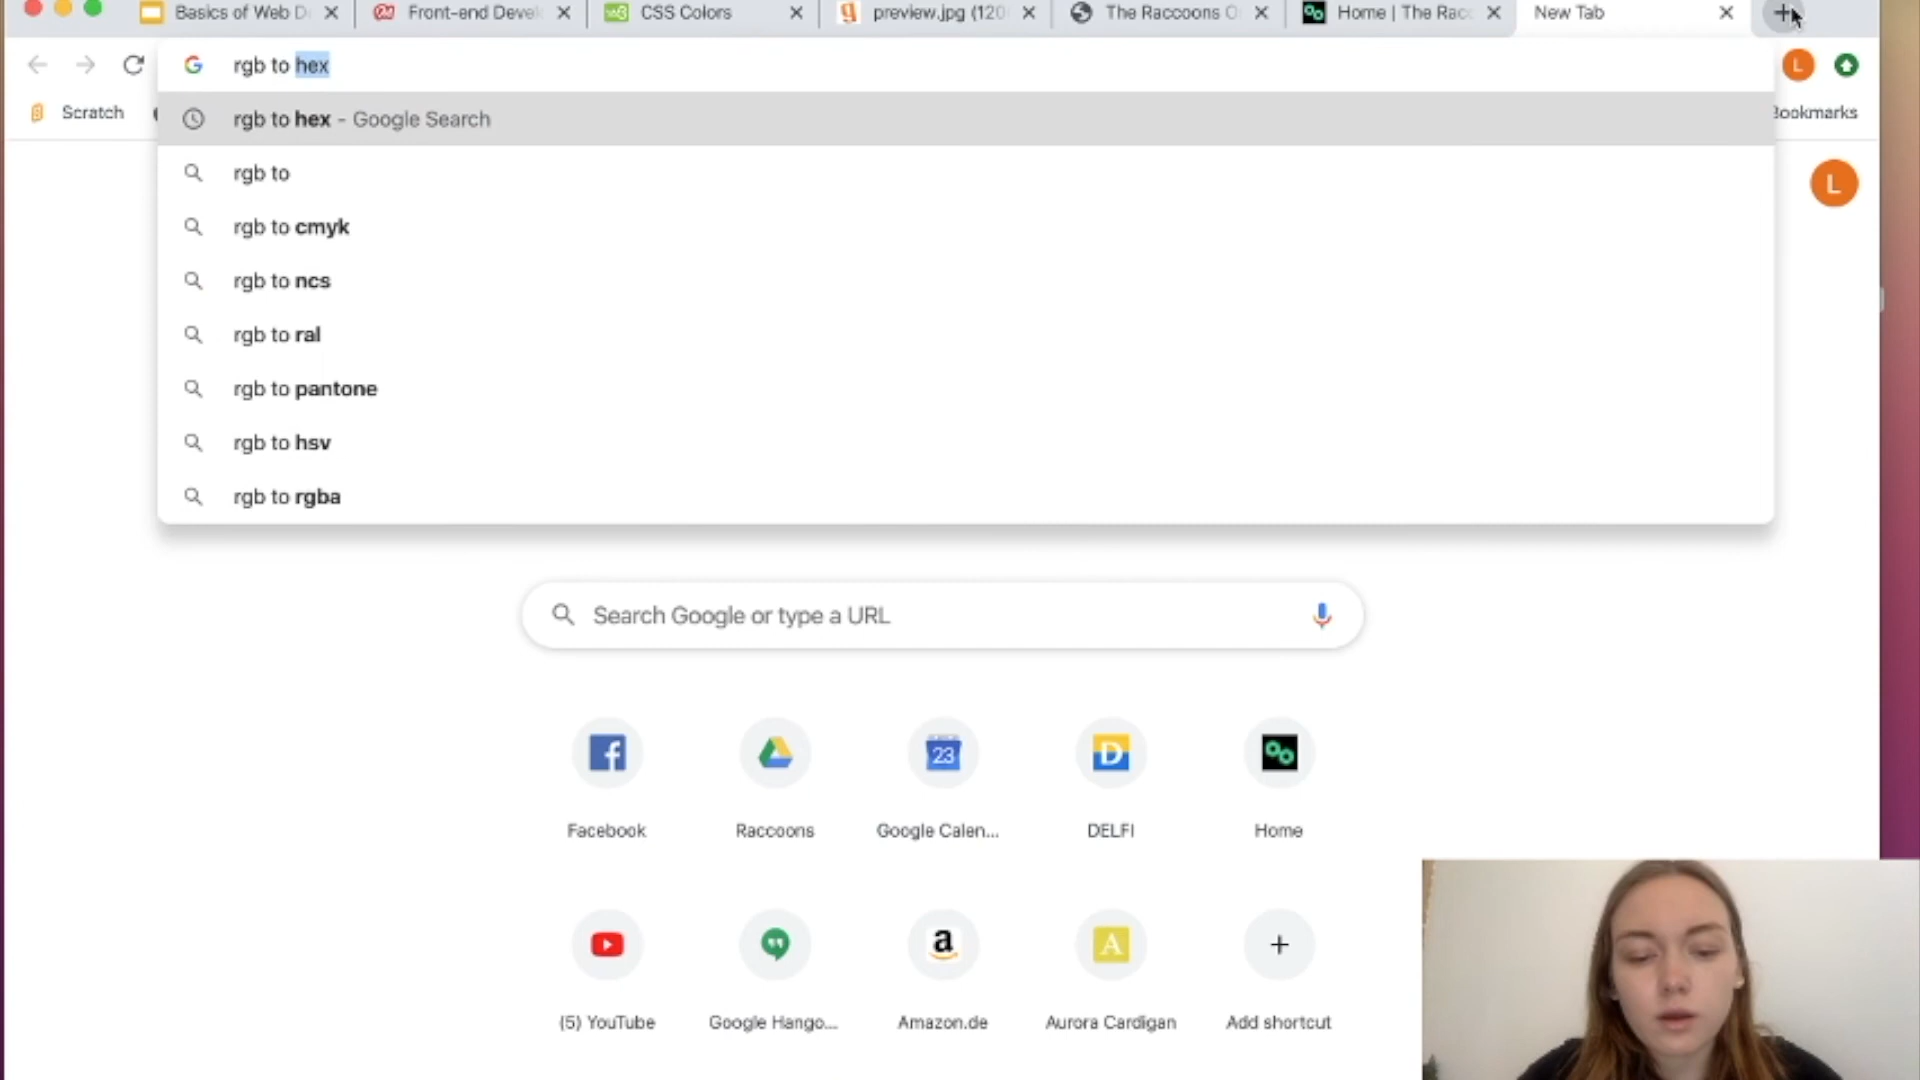 Basics of Web D
Front-end Devel
CSS Colors
preview.jpg (120
The Raccoons O
Home | The Rac
New Tab
rgb to hex
L
Scratch
Bookmarks
rgb to hex - Google Search
rgb to
L
rgb to cmyk
rgb to ncs
rgb to ral
rgb to pantone
rgb to hsv
rgb to rgba
Search Google or type a URL
23
D
Facebook
Raccoons
Google Calen...
DELFI
Home
a
A
(5) YouTube
Google Hango...
Amazon.de
Aurora Cardigan
Add shortcut